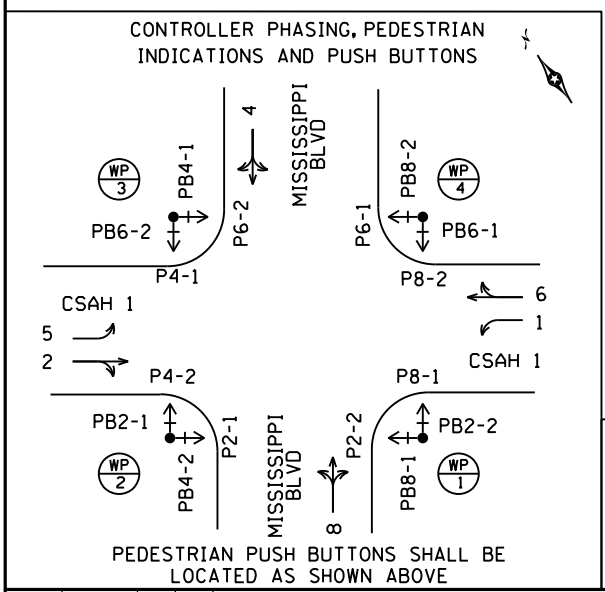 CONTROLLER PHASING, PEDESTRIAN
INDICATIONS AND PUSH BUTTONS
4
MISSISSIPPI
BLVD
WP
3
PB4-1
PB8-2
WP
4
PB6-2
P6-2
P6-1
PB6-1
P4-1
P8-2
CSAH 1
6
5
1
2
CSAH 1
P4-2
P8-1
PB2-1
P2-1
MISSISSIPPI
BLVD
P2-2
PB2-2
WP
2
PB4-2
PB8-1
WP
1
8
PEDESTRIAN PUSH BUTTONS SHALL BE
LOCATED AS SHOWN ABOVE